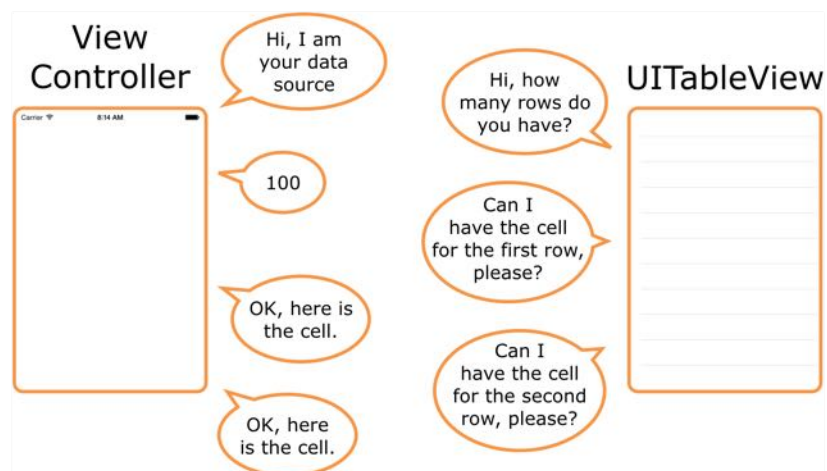 View
Controller
Carrier
8:14 AM
Hi, I am
your data
source
Hi, how
many rows do
you have?
UITableView
100
Can I
have the cell
for the first row,
please?
OK, here is
the cell.
Can I
have the cell
for the second
row, please?
OK, here
is the cell.